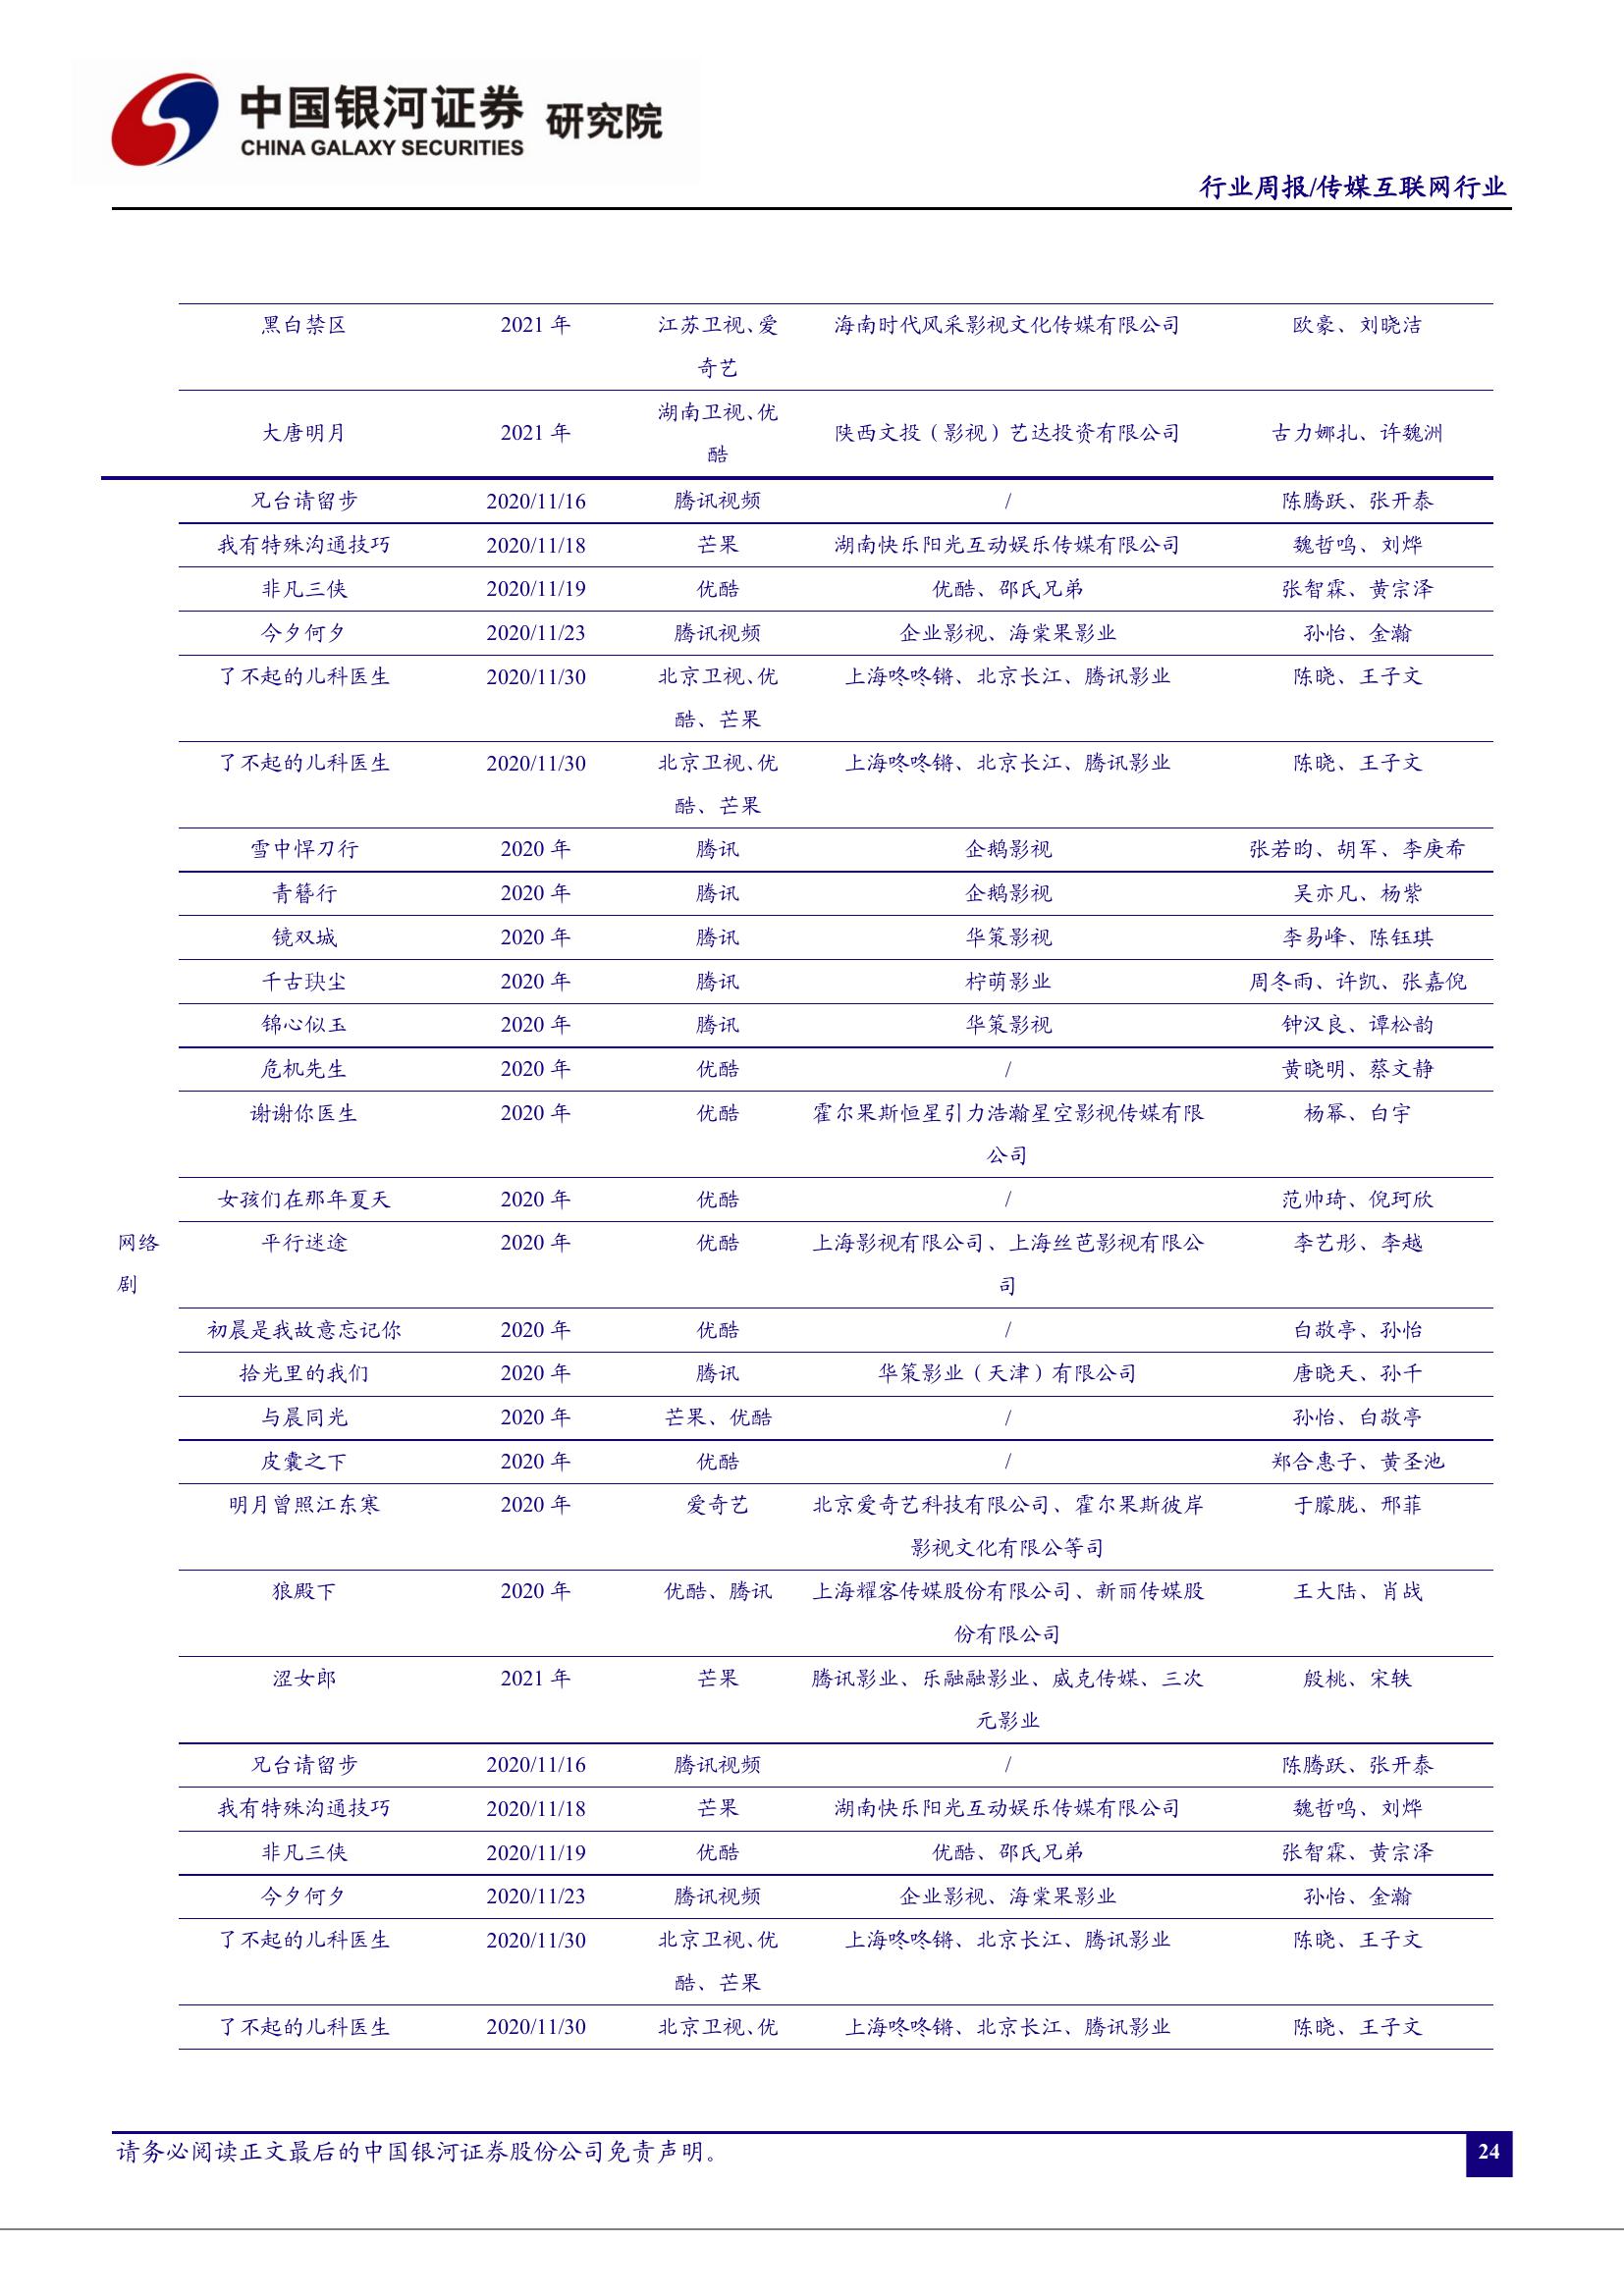 中国银河证券 研究院
CHINA GALAXY SECURITIES
行业周报/传媒互联网行业
黑白禁区 2021 年 江苏卫视、爱 海南时代风采影视文化传媒有限公司 欧豪、刘晓洁
奇艺
湖南卫视、优
大唐明月 2021 年 陕西文投（影视）艺达投资有限公司 古力娜扎、许魏洲
酷
兄台请留步 2020/11/16 腾讯视频 / 陈腾跃、张开泰
我有特殊沟通技巧 2020/11/18 芒果 湖南快乐阳光互动娱乐传媒有限公司 魏哲鸣、刘烨
非凡三侠 2020/11/19 优酷 优酷、邵氏兄弟 张智霖、黄宗泽
今夕何夕 2020/11/23 腾讯视频 企业影视、海棠果影业 孙怡、金瀚
了不起的儿科医生 2020/11/30 北京卫视、优 上海咚咚锵、北京长江、腾讯影业 陈晓、王子文
酷、芒果
了不起的儿科医生 2020/11/30 北京卫视、优 上海咚咚锵、北京长江、腾讯影业 陈晓、王子文
酷、芒果
雪中悍刀行 2020 年 腾讯 企鹅影视 张若昀、胡军、李庚希
青簪行 2020 年 腾讯 企鹅影视 吴亦凡、杨紫
镜双城 2020 年 腾讯 华策影视 李易峰、陈钰琪
千古玦尘 2020 年 腾讯 柠萌影业 周冬雨、许凯、张嘉倪
锦心似玉 2020 年 腾讯 华策影视 钟汉良、谭松韵
危机先生 2020 年 优酷 / 黄晓明、蔡文静
谢谢你医生 2020 年 优酷 霍尔果斯恒星引力浩瀚星空影视传媒有限 杨幂、白宇
公司
女孩们在那年夏天 2020 年 优酷 / 范帅琦、倪珂欣
网络 平行迷途 2020 年 优酷 上海影视有限公司、上海丝芭影视有限公 李艺彤、李越
剧 司
初晨是我故意忘记你 2020 年 优酷 / 白敬亭、孙怡
拾光里的我们 2020 年 腾讯 华策影业（天津）有限公司 唐晓天、孙千
与晨同光 2020 年 芒果、优酷 / 孙怡、白敬亭
皮囊之下 2020 年 优酷 / 郑合惠子、黄圣池
明月曾照江东寒 2020 年 爱奇艺 北京爱奇艺科技有限公司、霍尔果斯彼岸 于朦胧、邢菲
影视文化有限公等司
狼殿下 2020 年 优酷、腾讯 上海耀客传媒股份有限公司、新丽传媒股 王大陆、肖战
份有限公司
涩女郎 2021 年 芒果 腾讯影业、乐融融影业、威克传媒、三次 殷桃、宋轶
元影业
兄台请留步 2020/11/16 腾讯视频 / 陈腾跃、张开泰
我有特殊沟通技巧 2020/11/18 芒果 湖南快乐阳光互动娱乐传媒有限公司 魏哲鸣、刘烨
非凡三侠 2020/11/19 优酷 优酷、邵氏兄弟 张智霖、黄宗泽
今夕何夕 2020/11/23 腾讯视频 企业影视、海棠果影业 孙怡、金瀚
了不起的儿科医生 2020/11/30 北京卫视、优 上海咚咚锵、北京长江、腾讯影业 陈晓、王子文
酷、芒果
了不起的儿科医生 2020/11/30 北京卫视、优 上海咚咚锵、北京长江、腾讯影业 陈晓、王子文
请务必阅读正文最后的中国银河证券股份公司免责声明。 24